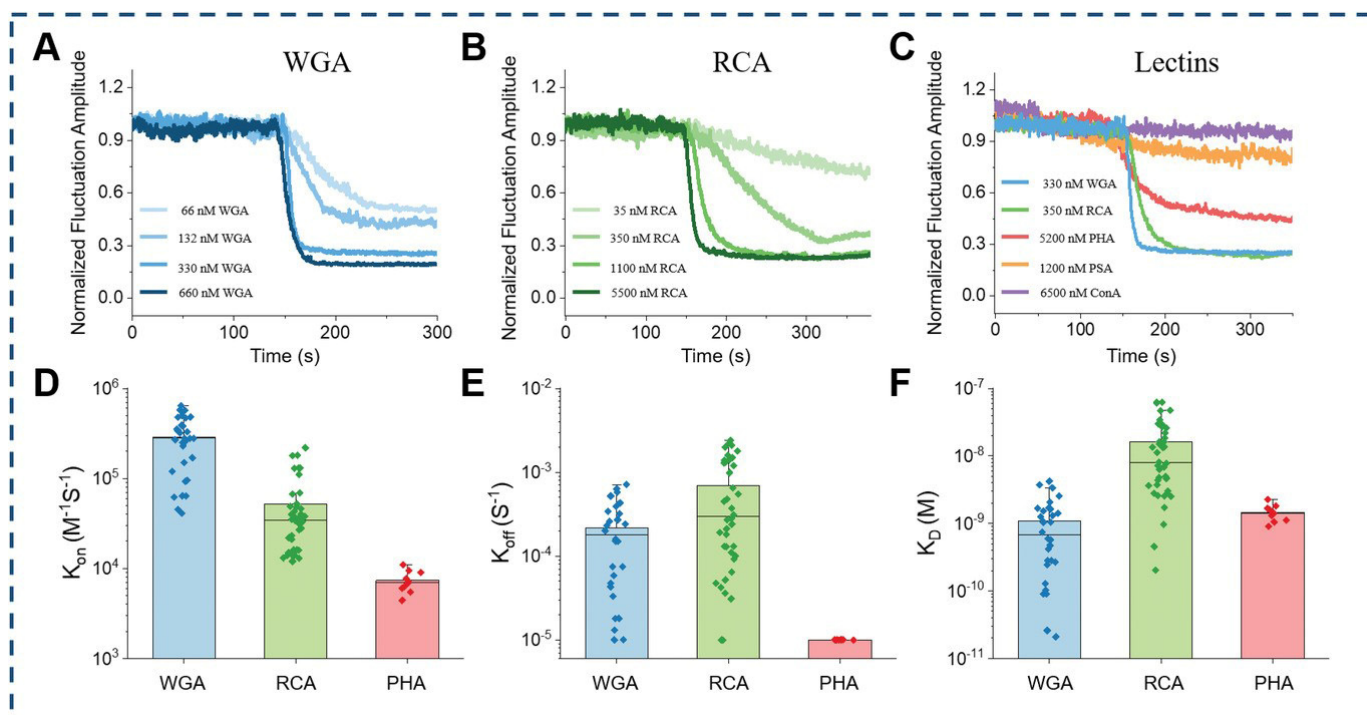 A
WGA
Normalized Fluctuation Amplitude
1.2
0.9
0.6
0.3
0.0
66 nM WGA
132 nM WGA
330 nM WGA
660 nM WGA
0 100 200 300
Time (s)
B
RCA
Normalized Fluctuation Amplitude
1.2
0.9
0.6
0.3
0.0
35 nM RCA
350 nM RCA
1100 nM RCA
5500 nM RCA
0 100 200 300
Time (s)
C
Lectins
Normalized Fluctuation Amplitude
1.2
0.9
0.6
0.3
0.0
330 nM WGA
350 nM RCA
5200 nM PHA
1200 nM PSA
6500 nM ConA
0 100 200 300
Time (s)
D
K_on (M⁻¹S⁻¹)
10⁶
10⁵
10⁴
10³
WGA RCA PHA
E
K_off (S⁻¹)
10⁻²
10⁻³
10⁻⁴
10⁻⁵
WGA RCA PHA
F
K_D (M)
10⁻⁷
10⁻⁸
10⁻⁹
10⁻¹⁰
10⁻¹¹
WGA RCA PHA